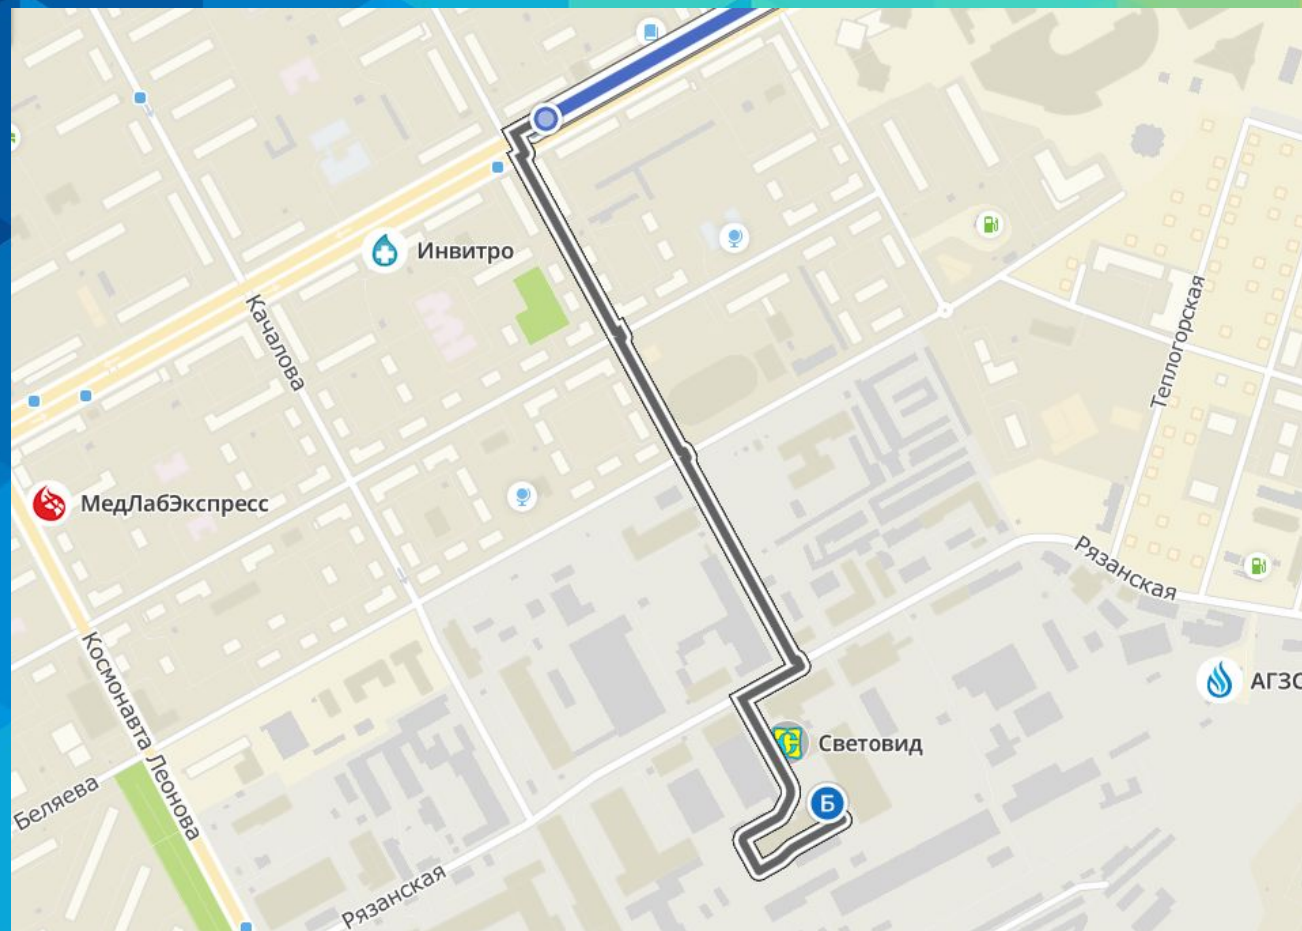 Инвитро
Качалова
Теплогорская
МедЛабЭкспресс
Рязанская
Космонавта Леонова
АГЗС
Световид
Беляева
Б
Рязанская